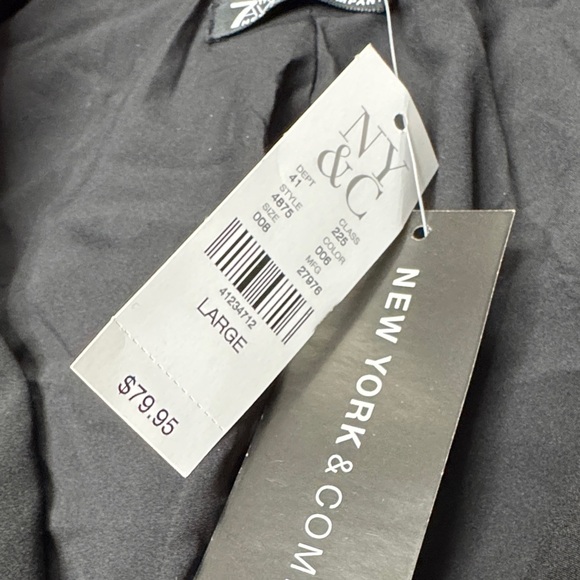 NY
&C
DEPT CLASS
41 225
STYLE COLOR
4875 006
SIZE MFG
008 27976
41234712
LARGE
$79.95
NEW YORK & COM